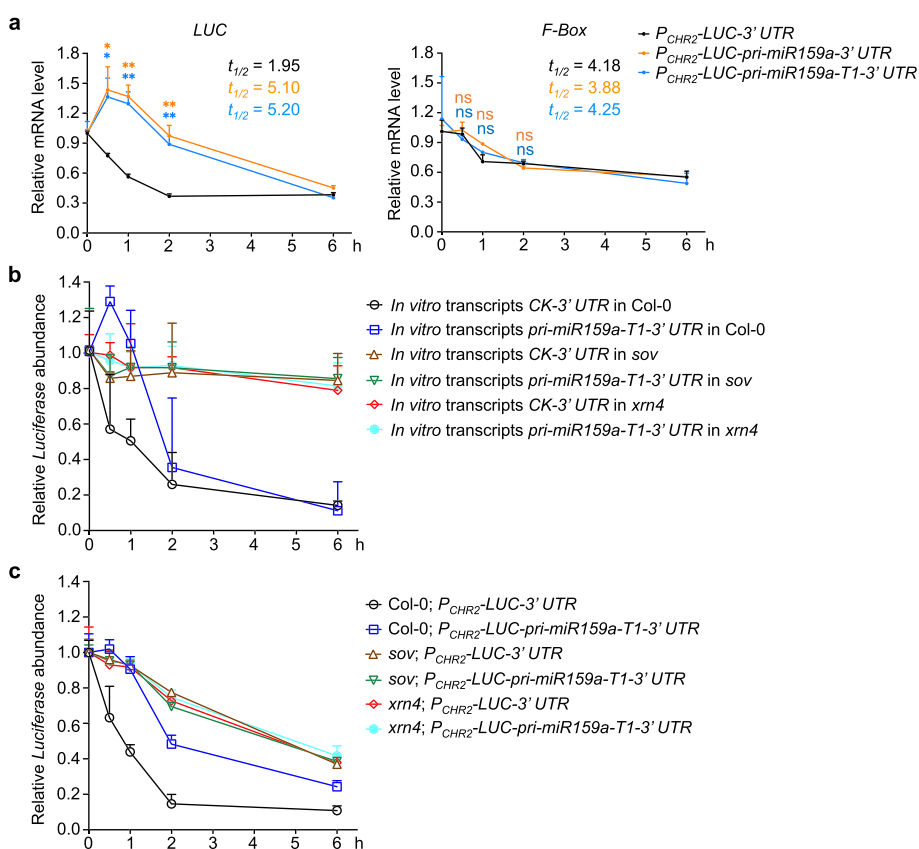 a
LUC
F-Box
P_CHR2-LUC-3' UTR
P_CHR2-LUC-pri-miR159a-3' UTR
P_CHR2-LUC-pri-miR159a-T1-3' UTR
Relative mRNA level
1.8
1.5
1.2
0.9
0.6
0.3
0.0
0 1 2 3 4 5 6 h
*
*
**
**
**
**
t1/2 = 1.95
t1/2 = 5.10
t1/2 = 5.20
Relative mRNA level
1.8
1.5
1.2
0.9
0.6
0.3
0.0
0 1 2 3 4 5 6 h
ns
ns
ns
ns
ns
ns
t1/2 = 4.18
t1/2 = 3.88
t1/2 = 4.25
b
Relative Luciferase abundance
1.4
1.2
1.0
0.8
0.6
0.4
0.2
0.0
0 1 2 3 4 5 6 h
In vitro transcripts CK-3' UTR in Col-0
In vitro transcripts pri-miR159a-T1-3' UTR in Col-0
In vitro transcripts CK-3' UTR in sov
In vitro transcripts pri-miR159a-T1-3' UTR in sov
In vitro transcripts CK-3' UTR in xrn4
In vitro transcripts pri-miR159a-T1-3' UTR in xrn4
c
Relative Luciferase abundance
1.4
1.2
1.0
0.8
0.6
0.4
0.2
0.0
0 1 2 3 4 5 6 h
Col-0; P_CHR2-LUC-3' UTR
Col-0; P_CHR2-LUC-pri-miR159a-T1-3' UTR
sov; P_CHR2-LUC-3' UTR
sov; P_CHR2-LUC-pri-miR159a-T1-3' UTR
xrn4; P_CHR2-LUC-3' UTR
xrn4; P_CHR2-LUC-pri-miR159a-T1-3' UTR